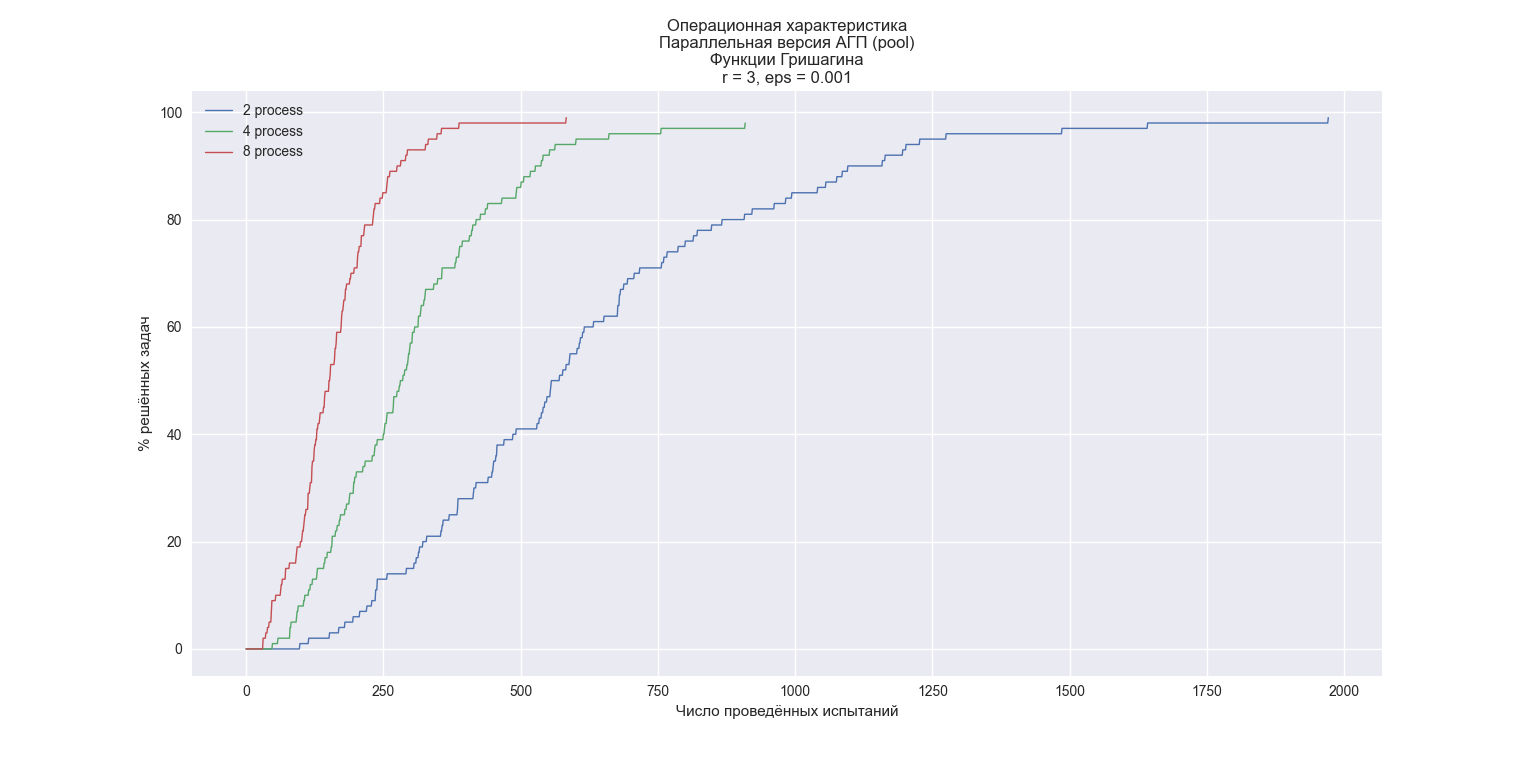 Операционная характеристика
Параллельная версия АГП (pool)
Функции Гришагина
r = 3, eps = 0.001
2 process
4 process
8 process
100
80
60
40
20
0
% решённых задач
0 250 500 750 1000 1250 1500 1750 2000
Число проведённых испытаний